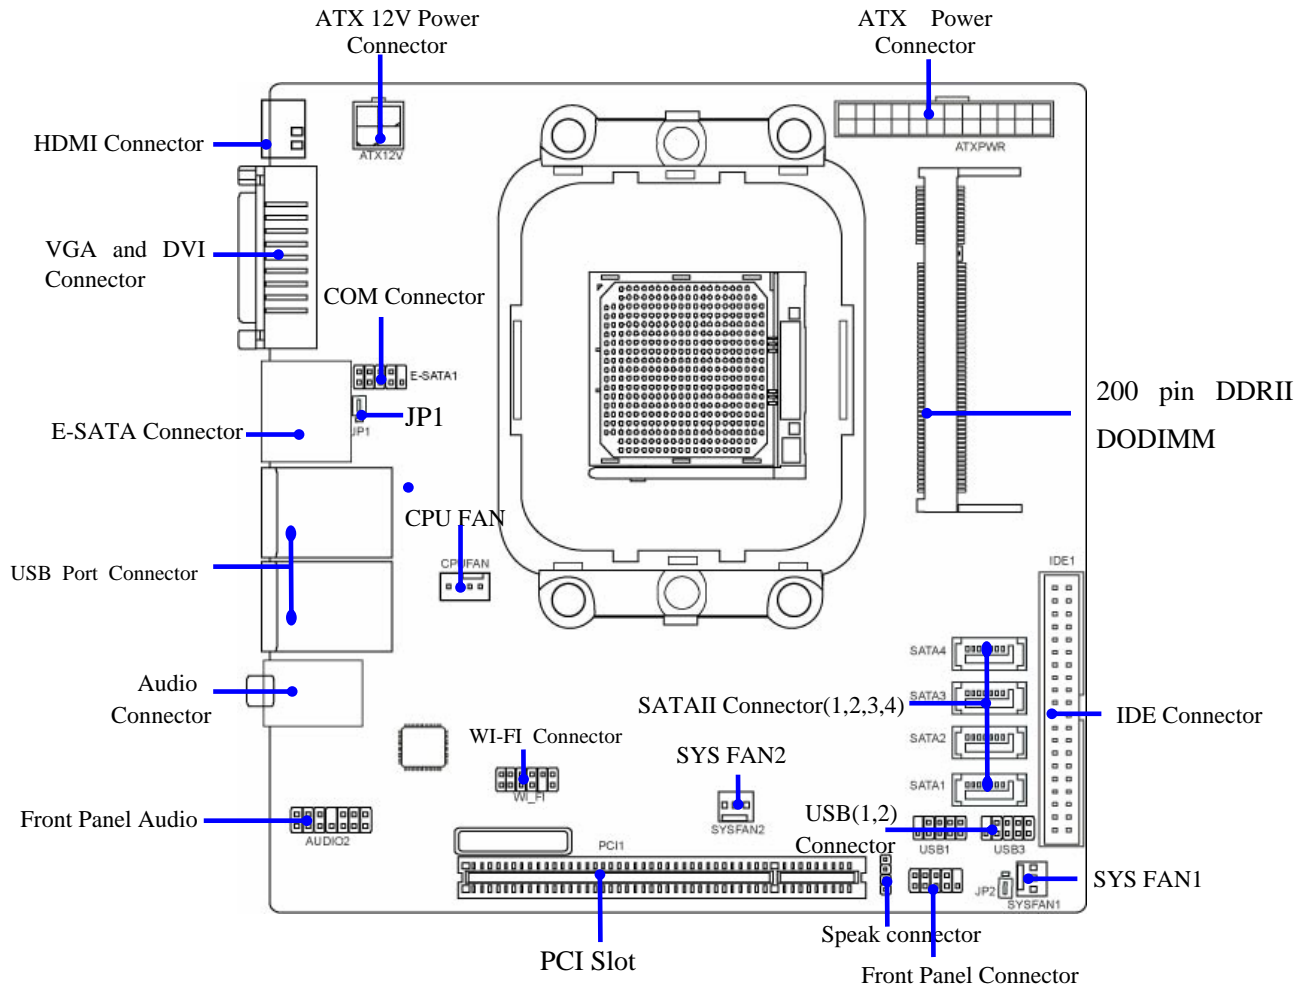 ATX 12V Power
Connector
ATX Power
Connector
HDMI Connector
ATX12V
ATXPWR
VGA and DVI
Connector
COM Connector
E-SATA1
JP1
JP1
E-SATA Connector
200 pin DDRII
DODIMM
CPU FAN
CPUFAN
USB Port Connector
IDE1
SATA4
SATA3
SATA2
SATA1
SATAII Connector(1,2,3,4)
IDE Connector
Audio
Connector
WI-FI Connector
WI_FI
SYS FAN2
SYSFAN2
Front Panel Audio
AUDIO2
USB(1,2)
Connector
USB1
USB3
PCI1
JP2
SYSFAN1
SYS FAN1
Speak connector
PCI Slot
Front Panel Connector